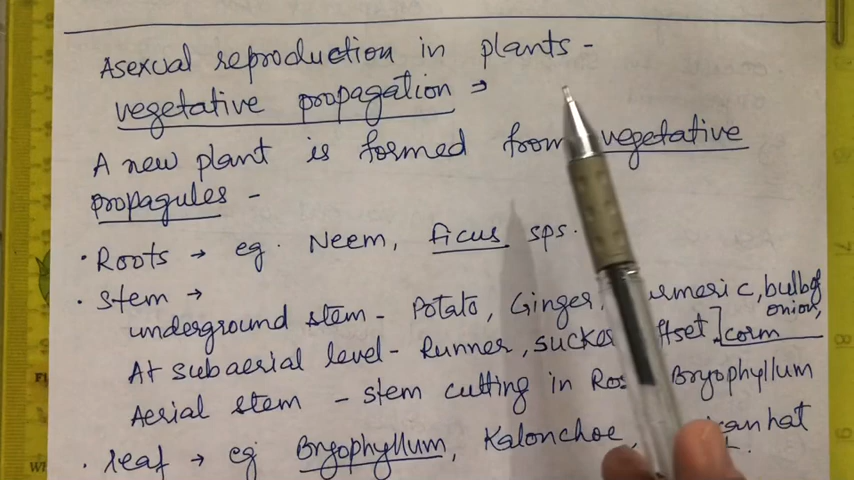 Asexual reproduction in plants -
vegetative propagation ⇒
A new plant is formed from vegetative
propagules -
• Roots → eg. Neem, ficus sps.
• Stem →
underground stem - Potato, Ginger, bulb of
onion,
At subaerial level - Runner, corm
Aerial stem - stem cutting in Bryophyllum
• leaf → eg Bryophyllum, Kalonchoe, hat